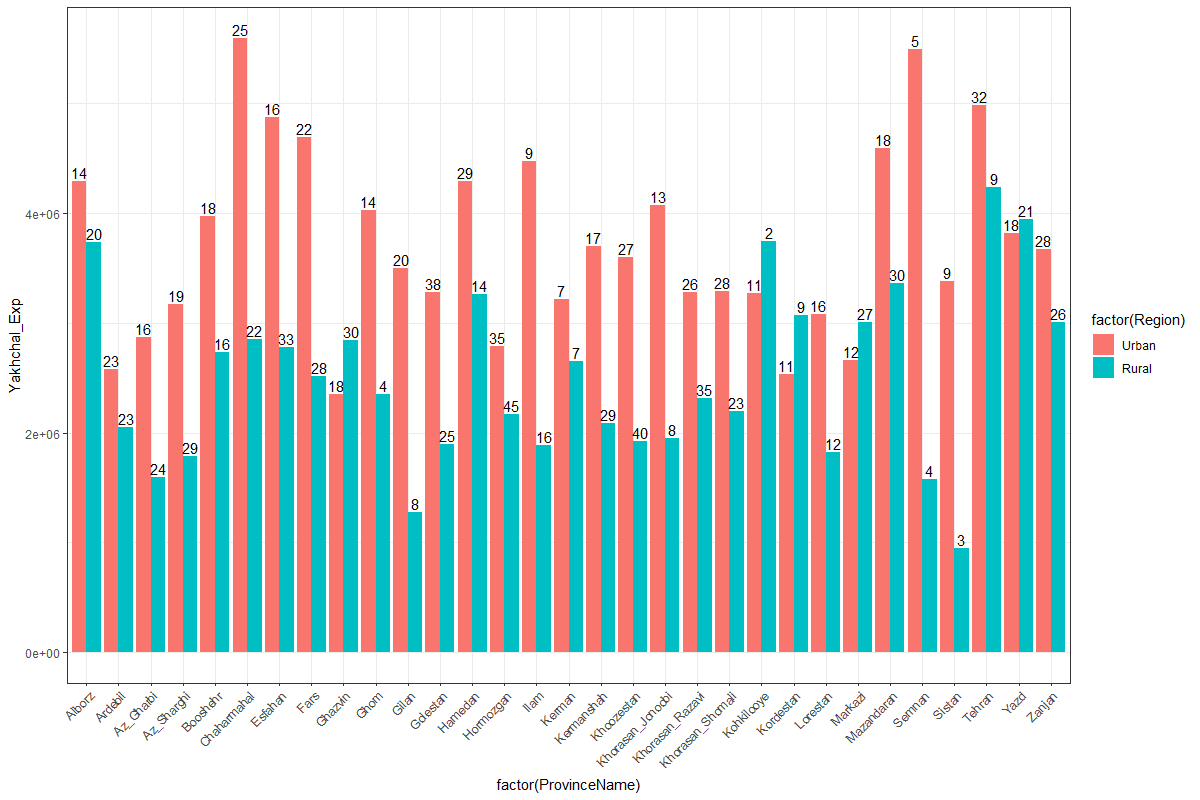 25
5
32
16
22
18
14
29
9
9
20
14
13
18
2
21
18
17
20
27
28
38
14
26
28
11
30
19
7
9
16
27
26
16
35
22
33
30
7
12
23
28
18
4
11
35
23
45
23
29
29
25
16
40
8
12
24
4
8
3
4e+06
2e+06
0e+00
Yakhchal_Exp
factor(Region)
Urban
Rural
Alborz
Ardebil
Az_Gharbi
Az_Sharghi
Booshehr
Chaharmahal
Esfahan
Fars
Ghazvin
Ghom
Gilan
Golestan
Hamedan
Hormozgan
Ilam
Kerman
Kermanshah
Khoozestan
Khorasan_Jonoobi
Khorasan_Razavi
Khorasan_Shomali
Kohkilooye
Kordestan
Lorestan
Markazi
Mazandaran
Semnan
Sistan
Tehran
Yazd
Zanjan
factor(ProvinceName)